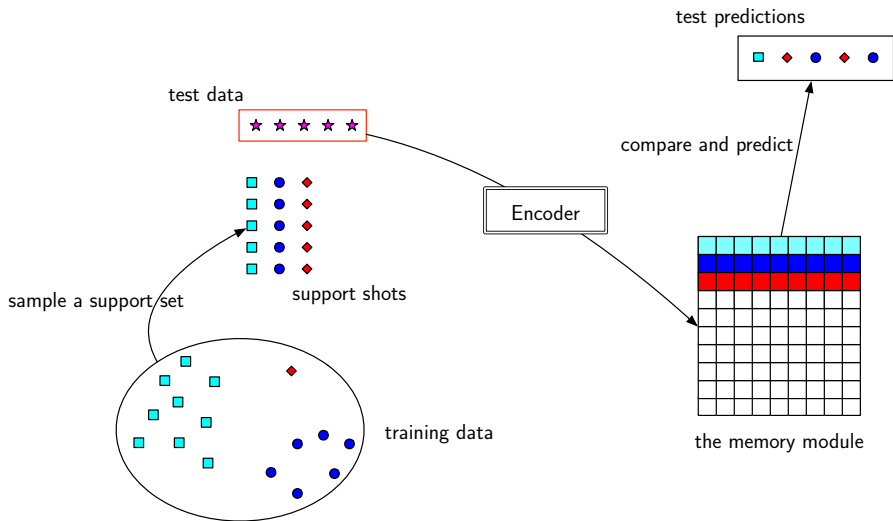 test predictions
test data
compare and predict
Encoder
sample a support set
support shots
training data
the memory module